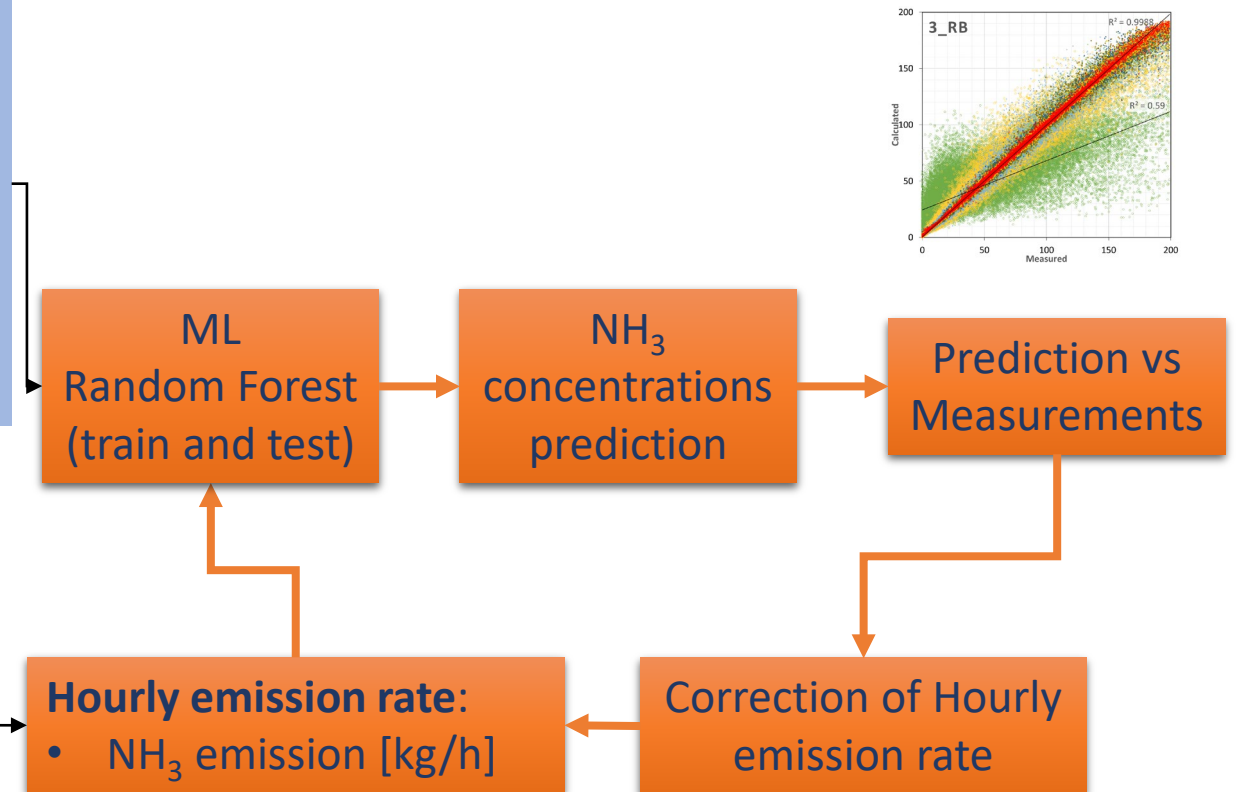 200
3_RB
R² = 0.9988
150
R² = 0.59
100
Calculated
50
0
0 50 100 150 200
Measured
ML
Random Forest
(train and test)
NH₃
concentrations
prediction
Prediction vs
Measurements
Hourly emission rate:
• NH₃ emission [kg/h]
Correction of Hourly
emission rate